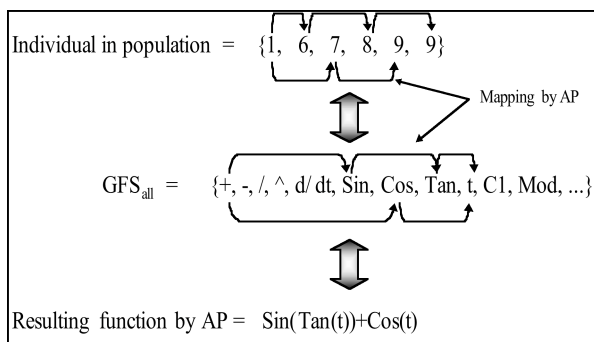 Individual in population = {1, 6, 7, 8, 9, 9}
Mapping by AP
GFSall = {+, -, /, ^, d/ dt, Sin, Cos, Tan, t, C1, Mod, ...}
Resulting function by AP = Sin(Tan(t))+Cos(t)